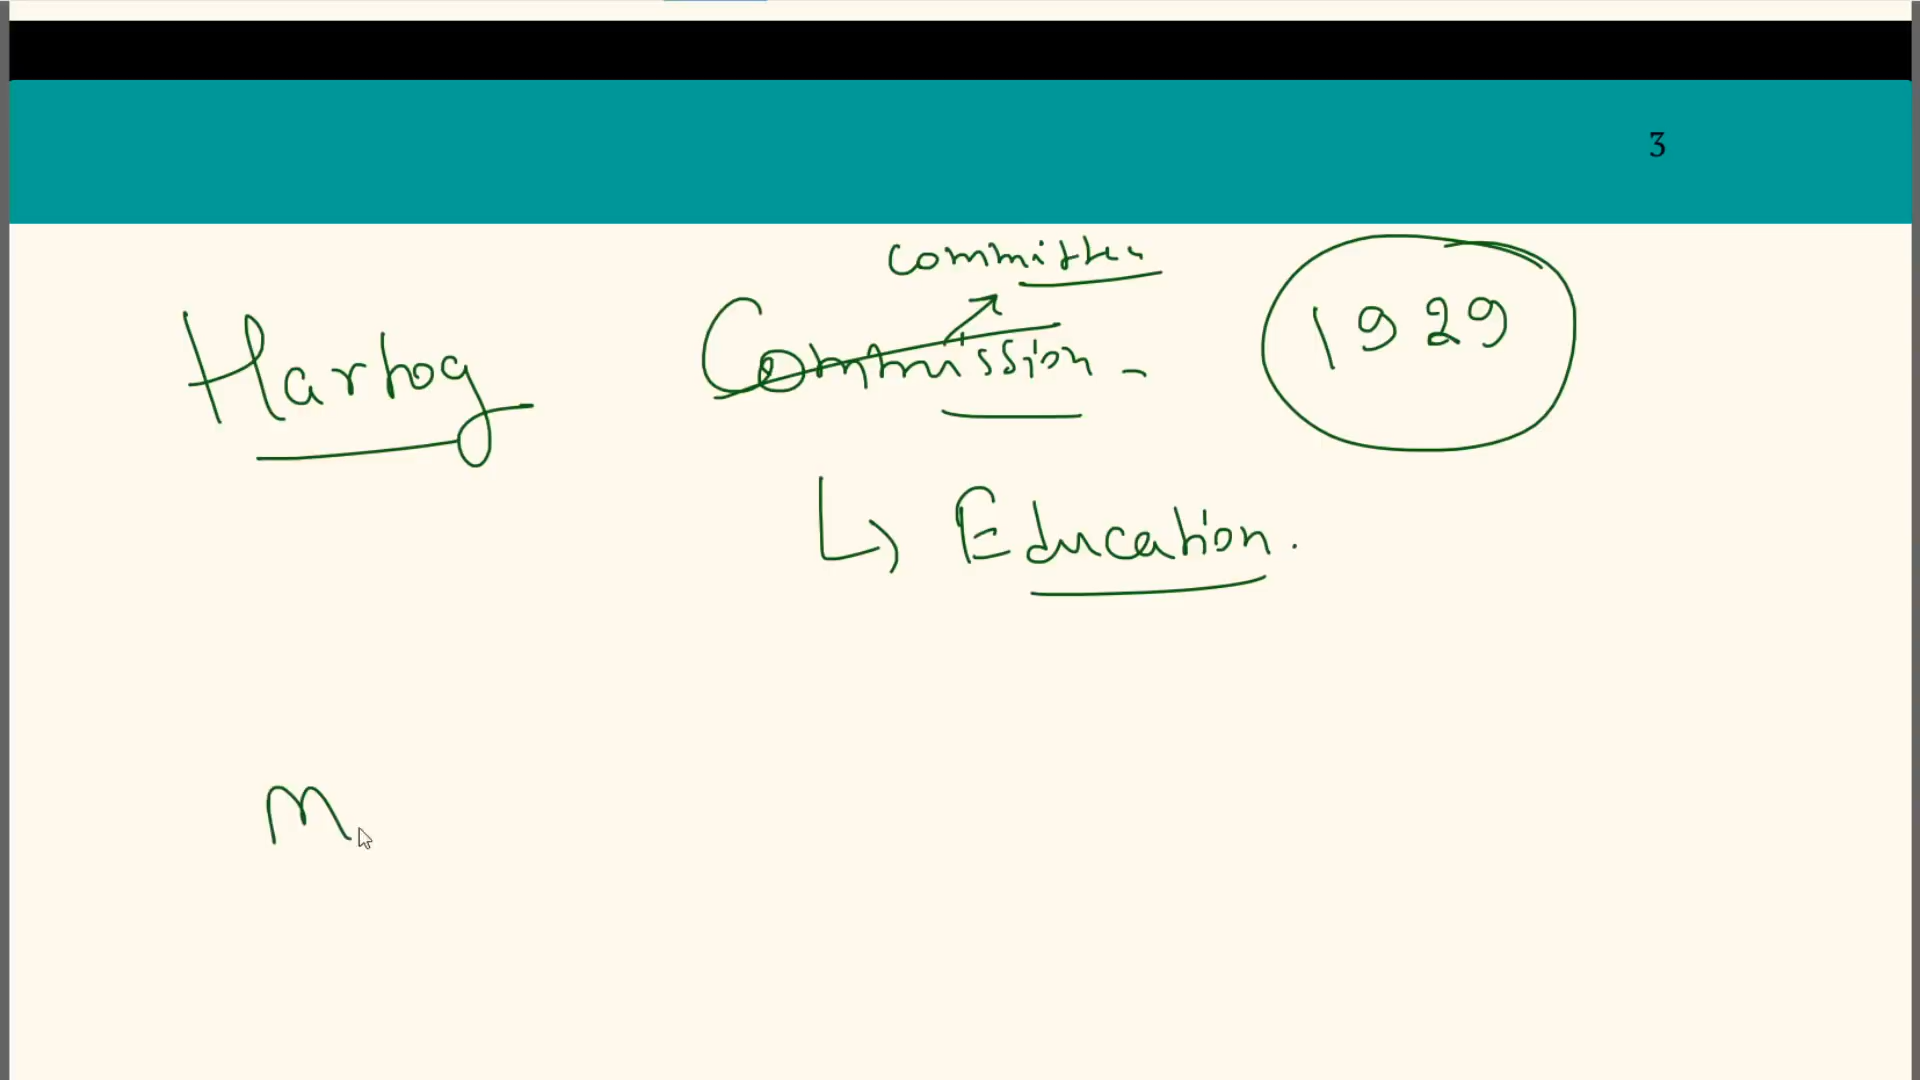 3
committee
Hartog Commission - 1929
↳ Education.
M